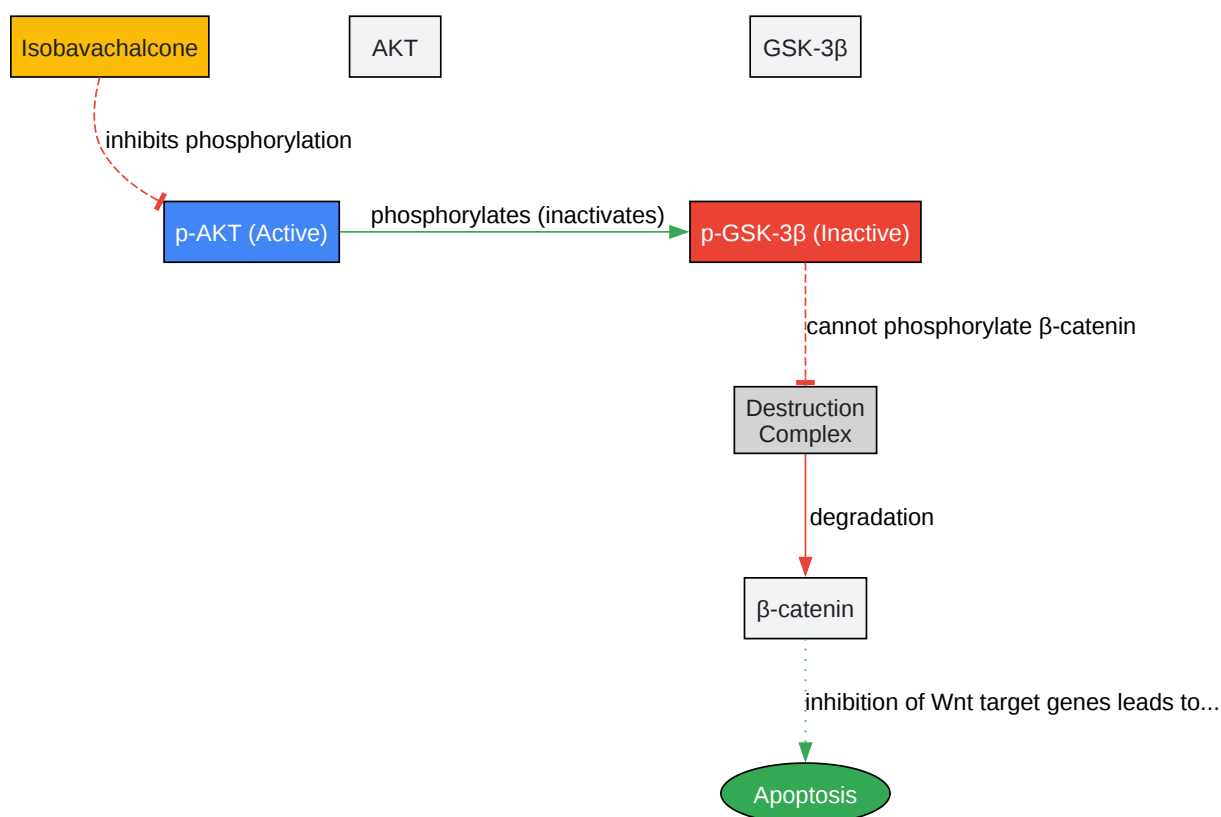 Isobavachalcone
AKT
GSK-3β
inhibits phosphorylation
p-AKT (Active)
phosphorylates (inactivates)
p-GSK-3β (Inactive)
cannot phosphorylate β-catenin
Destruction
Complex
degradation
β-catenin
inhibition of Wnt target genes leads to...
Apoptosis